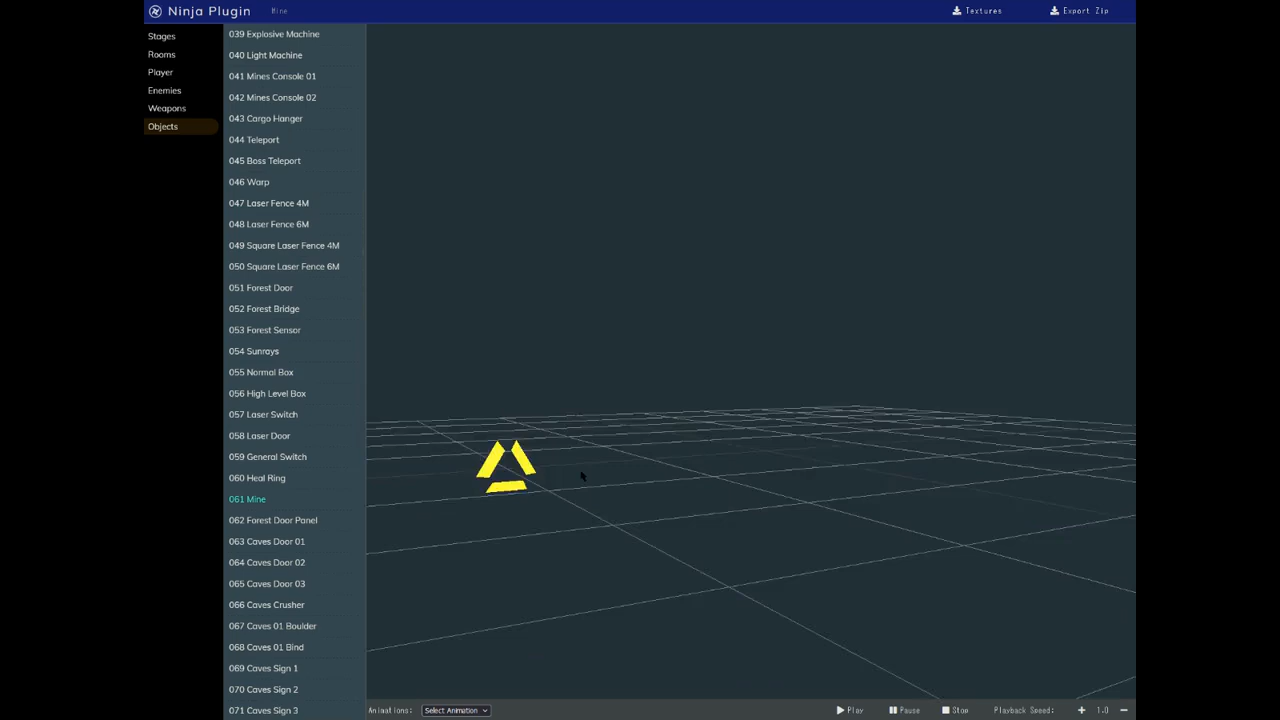 Ninja Plugin
Mine
Textures
Export Zip
Stages
Rooms
Player
Enemies
Weapons
Objects
039 Explosive Machine
040 Light Machine
041 Mines Console 01
042 Mines Console 02
043 Cargo Hanger
044 Teleport
045 Boss Teleport
046 Warp
047 Laser Fence 4M
048 Laser Fence 6M
049 Square Laser Fence 4M
050 Square Laser Fence 6M
051 Forest Door
052 Forest Bridge
053 Forest Sensor
054 Sunrays
055 Normal Box
056 High Level Box
057 Laser Switch
058 Laser Door
059 General Switch
060 Heal Ring
061 Mine
062 Forest Door Panel
063 Caves Door 01
064 Caves Door 02
065 Caves Door 03
066 Caves Crusher
067 Caves 01 Boulder
068 Caves 01 Bind
069 Caves Sign 1
070 Caves Sign 2
071 Caves Sign 3
Animations: Select Animation
Play
Pause
Stop
Playback Speed: + 1.0 −